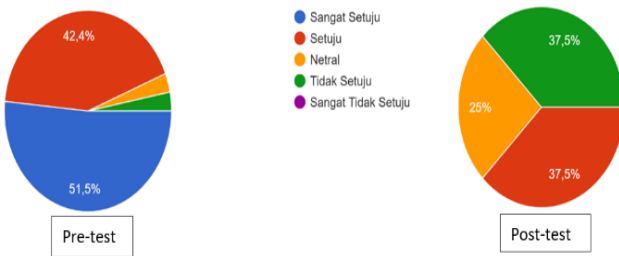 42,4%
51,5%
Pre-test
Sangat Setuju
Setuju
Netral
Tidak Setuju
Sangat Tidak Setuju
37,5%
25%
37,5%
Post-test